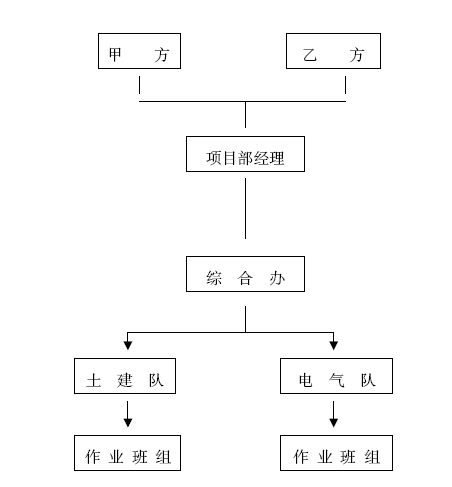 甲 方
乙 方
项目部经理
综 合 办
土 建 队
电 气 队
作 业 班 组
作 业 班 组